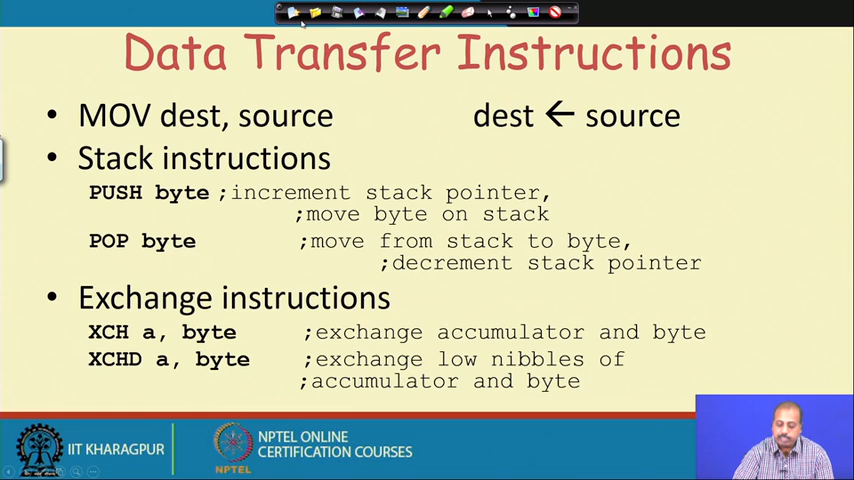 Data Transfer Instructions
• MOV dest, source dest ← source
• Stack instructions
PUSH byte ;increment stack pointer,
;move byte on stack
POP byte ;move from stack to byte,
;decrement stack pointer
• Exchange instructions
XCH a, byte ;exchange accumulator and byte
XCHD a, byte ;exchange low nibbles of
;accumulator and byte
IIT KHARAGPUR
NPTEL
NPTEL ONLINE
CERTIFICATION COURSES